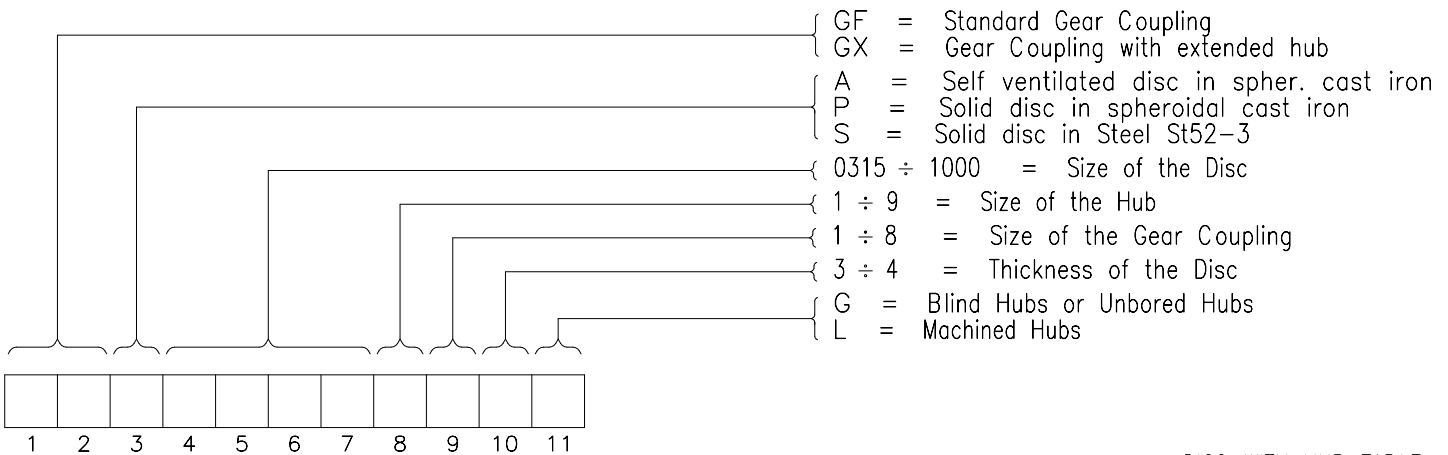 GF = Standard Gear Coupling
GX = Gear Coupling with extended hub
A = Self ventilated disc in spher. cast iron
P = Solid disc in spheroidal cast iron
S = Solid disc in Steel St52-3
0315 ÷ 1000 = Size of the Disc
1 ÷ 9 = Size of the Hub
1 ÷ 8 = Size of the Gear Coupling
3 ÷ 4 = Thickness of the Disc
G = Blind Hubs or Unbored Hubs
L = Machined Hubs
1 2 3 4 5 6 7 8 9 10 11